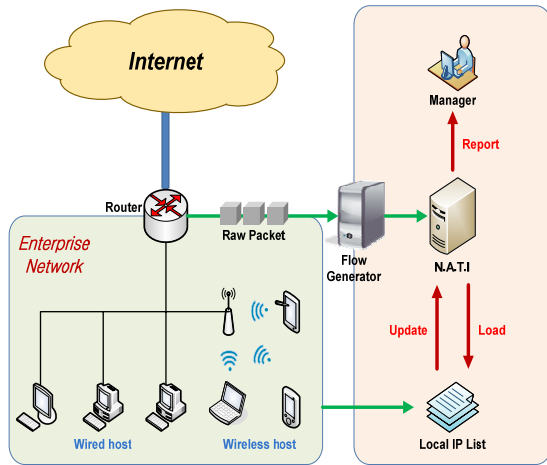 Internet
Manager
Report
Router
Raw Packet
Enterprise
Network
Flow
Generator
N.A.T.I
Update
Load
Wired host
Wireless host
Local IP List